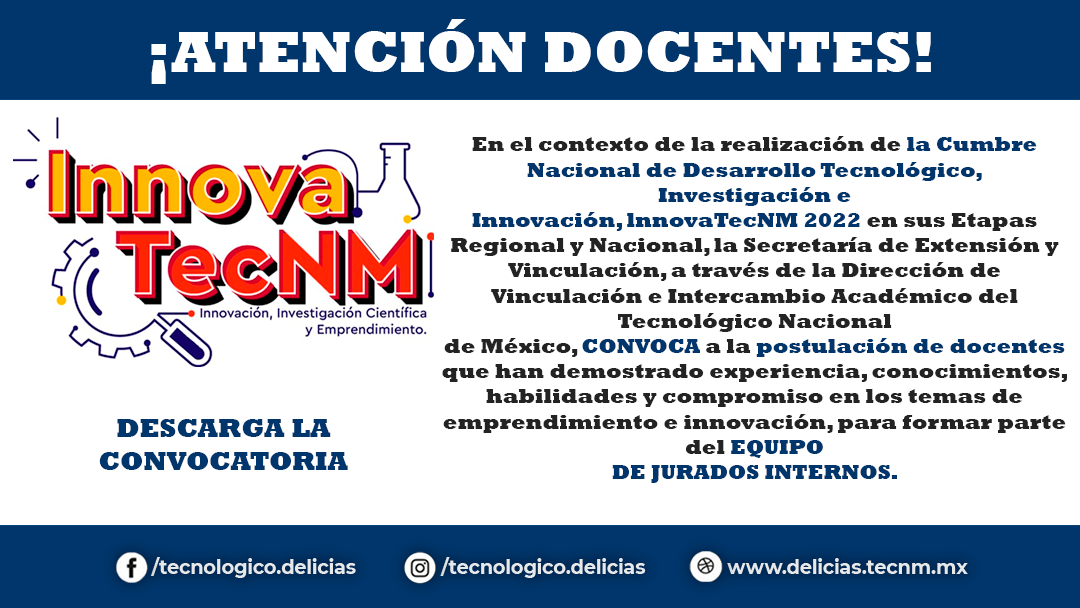 ¡ATENCIÓN DOCENTES!
Innova
TecNM
Innovación, Investigación Científica
y Emprendimiento.
DESCARGA LA
CONVOCATORIA
En el contexto de la realización de la Cumbre
Nacional de Desarrollo Tecnológico,
Investigación e
Innovación, InnovaTecNM 2022 en sus Etapas
Regional y Nacional, la Secretaría de Extensión y
Vinculación, a través de la Dirección de
Vinculación e Intercambio Académico del
Tecnológico Nacional
de México, CONVOCA a la postulación de docentes
que han demostrado experiencia, conocimientos,
habilidades y compromiso en los temas de
emprendimiento e innovación, para formar parte
del EQUIPO
DE JURADOS INTERNOS.
/tecnologico.delicias
/tecnologico.delicias
www.delicias.tecnm.mx